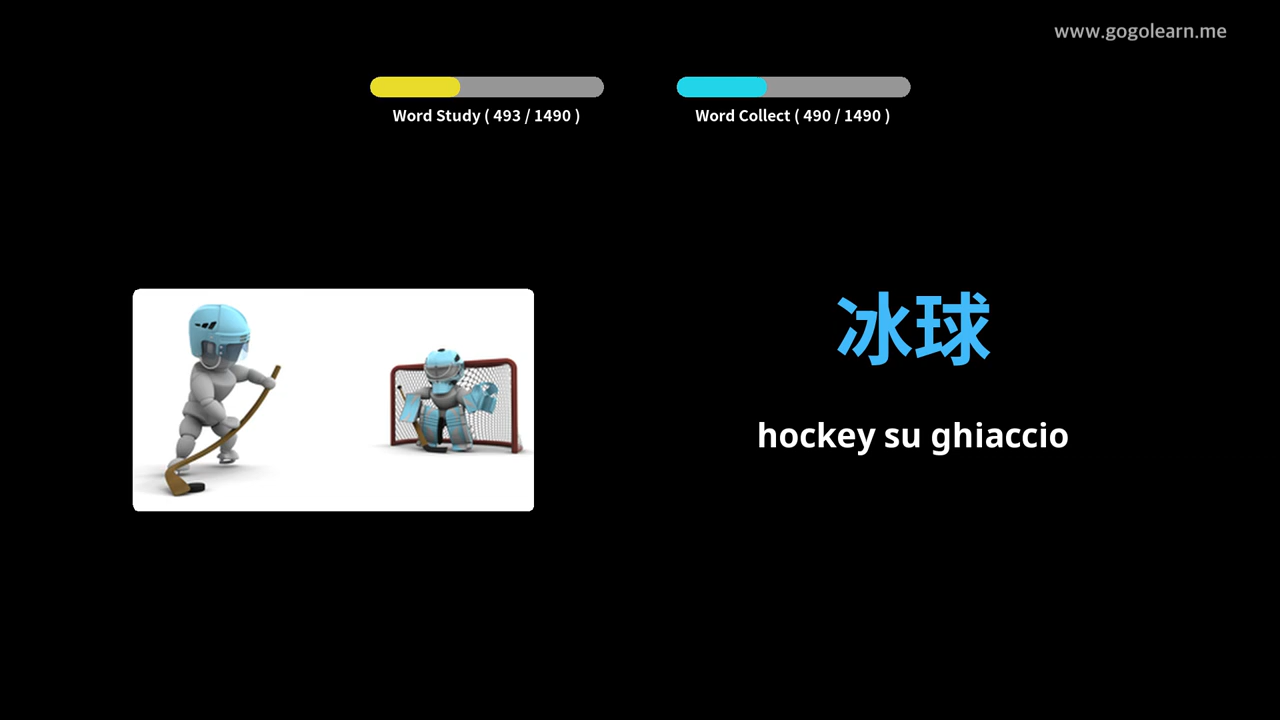 www.gogolearn.me
Word Study ( 493 / 1490 )
Word Collect ( 490 / 1490 )
冰球
hockey su ghiaccio